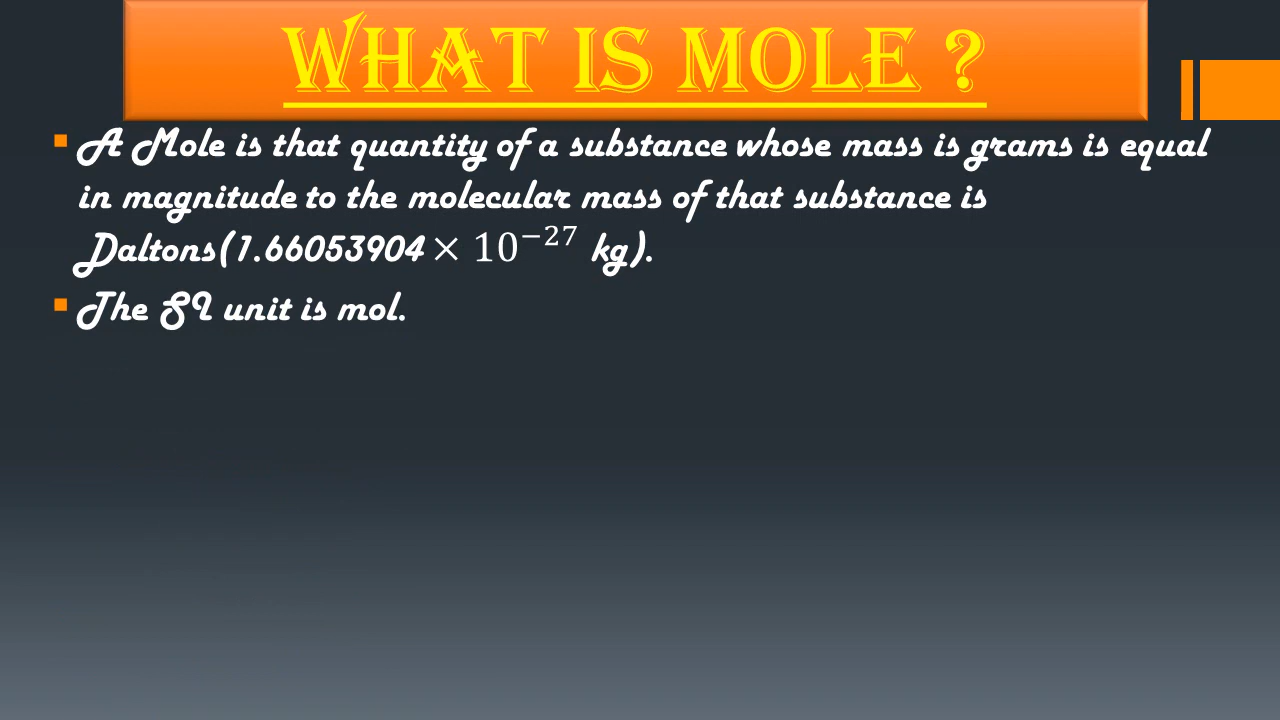 WHAT IS MOLE ?
▪ A Mole is that quantity of a substance whose mass is grams is equal
in magnitude to the molecular mass of that substance is
Daltons(1.66053904 × 10⁻²⁷ kg).
▪ The SI unit is mol.